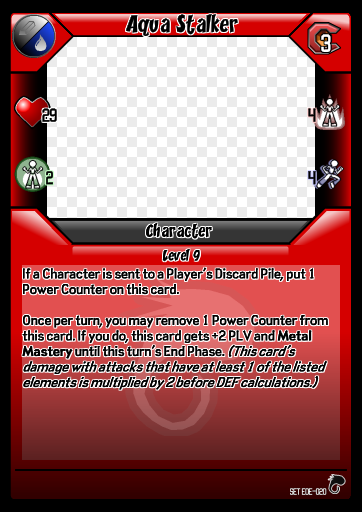 Aqua Stalker
3
29
4
2
4
Character
Level 9
If a Character is sent to a Player's Discard Pile, put 1
Power Counter on this card.
Once per turn, you may remove 1 Power Counter from
this card. If you do, this card gets +2 PLV and Metal
Mastery until this turn's End Phase. (This card's
damage with attacks that have at least 1 of the listed
elements is multiplied by 2 before DEF calculations.)
SET EDE-020